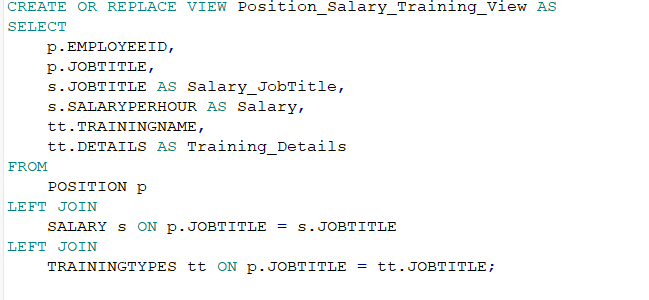 CREATE OR REPLACE VIEW Position_Salary_Training_View AS
SELECT
    p.EMPLOYEEID,
    p.JOBTITLE,
    s.JOBTITLE AS Salary_JobTitle,
    s.SALARYPERHOUR AS Salary,
    tt.TRAININGNAME,
    tt.DETAILS AS Training_Details
FROM
    POSITION p
LEFT JOIN
    SALARY s ON p.JOBTITLE = s.JOBTITLE
LEFT JOIN
    TRAININGTYPES tt ON p.JOBTITLE = tt.JOBTITLE;